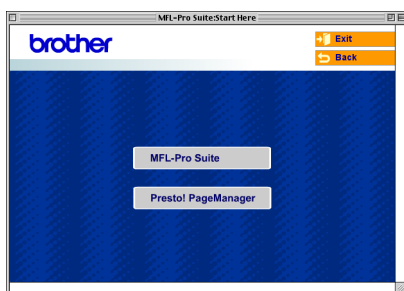 MFL-Pro Suite:Start Here
brother
Exit
Back
MFL-Pro Suite
Presto! PageManager